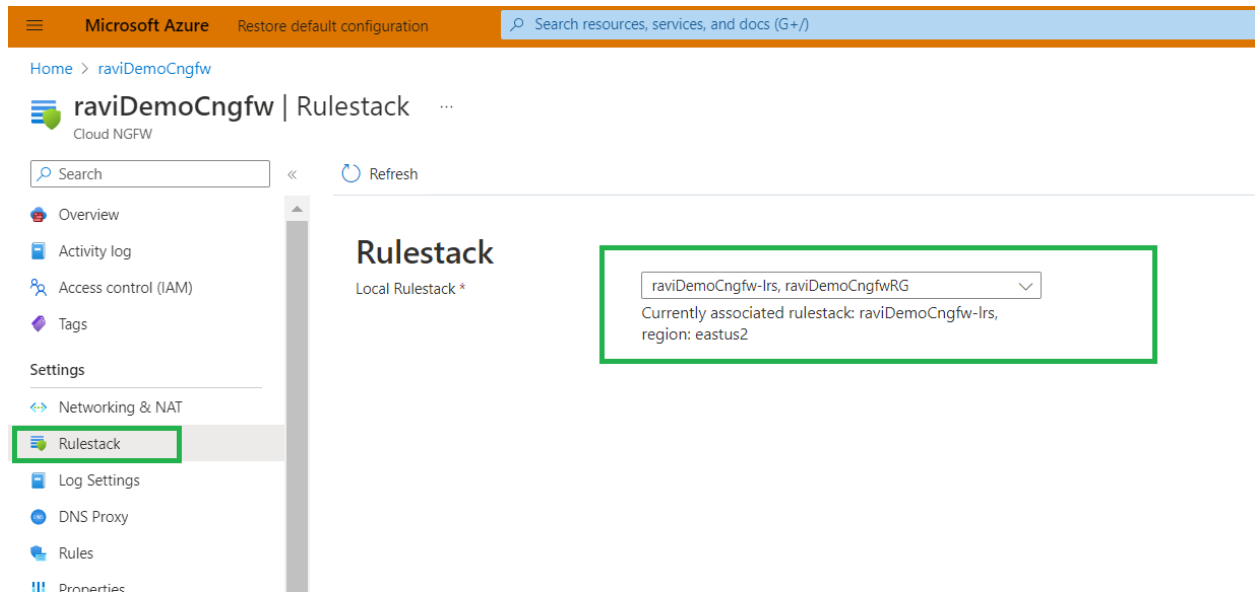 Microsoft Azure Restore default configuration Search resources, services, and docs (G+/)
Home > raviDemoCngfw
raviDemoCngfw | Rulestack ...
Cloud NGFW
Search « Refresh
Overview
Activity log
Access control (IAM)
Tags
Settings
Networking & NAT
Rulestack
Log Settings
DNS Proxy
Rules
Properties
Rulestack
Local Rulestack *
raviDemoCngfw-lrs, raviDemoCngfwRG
Currently associated rulestack: raviDemoCngfw-lrs,
region: eastus2